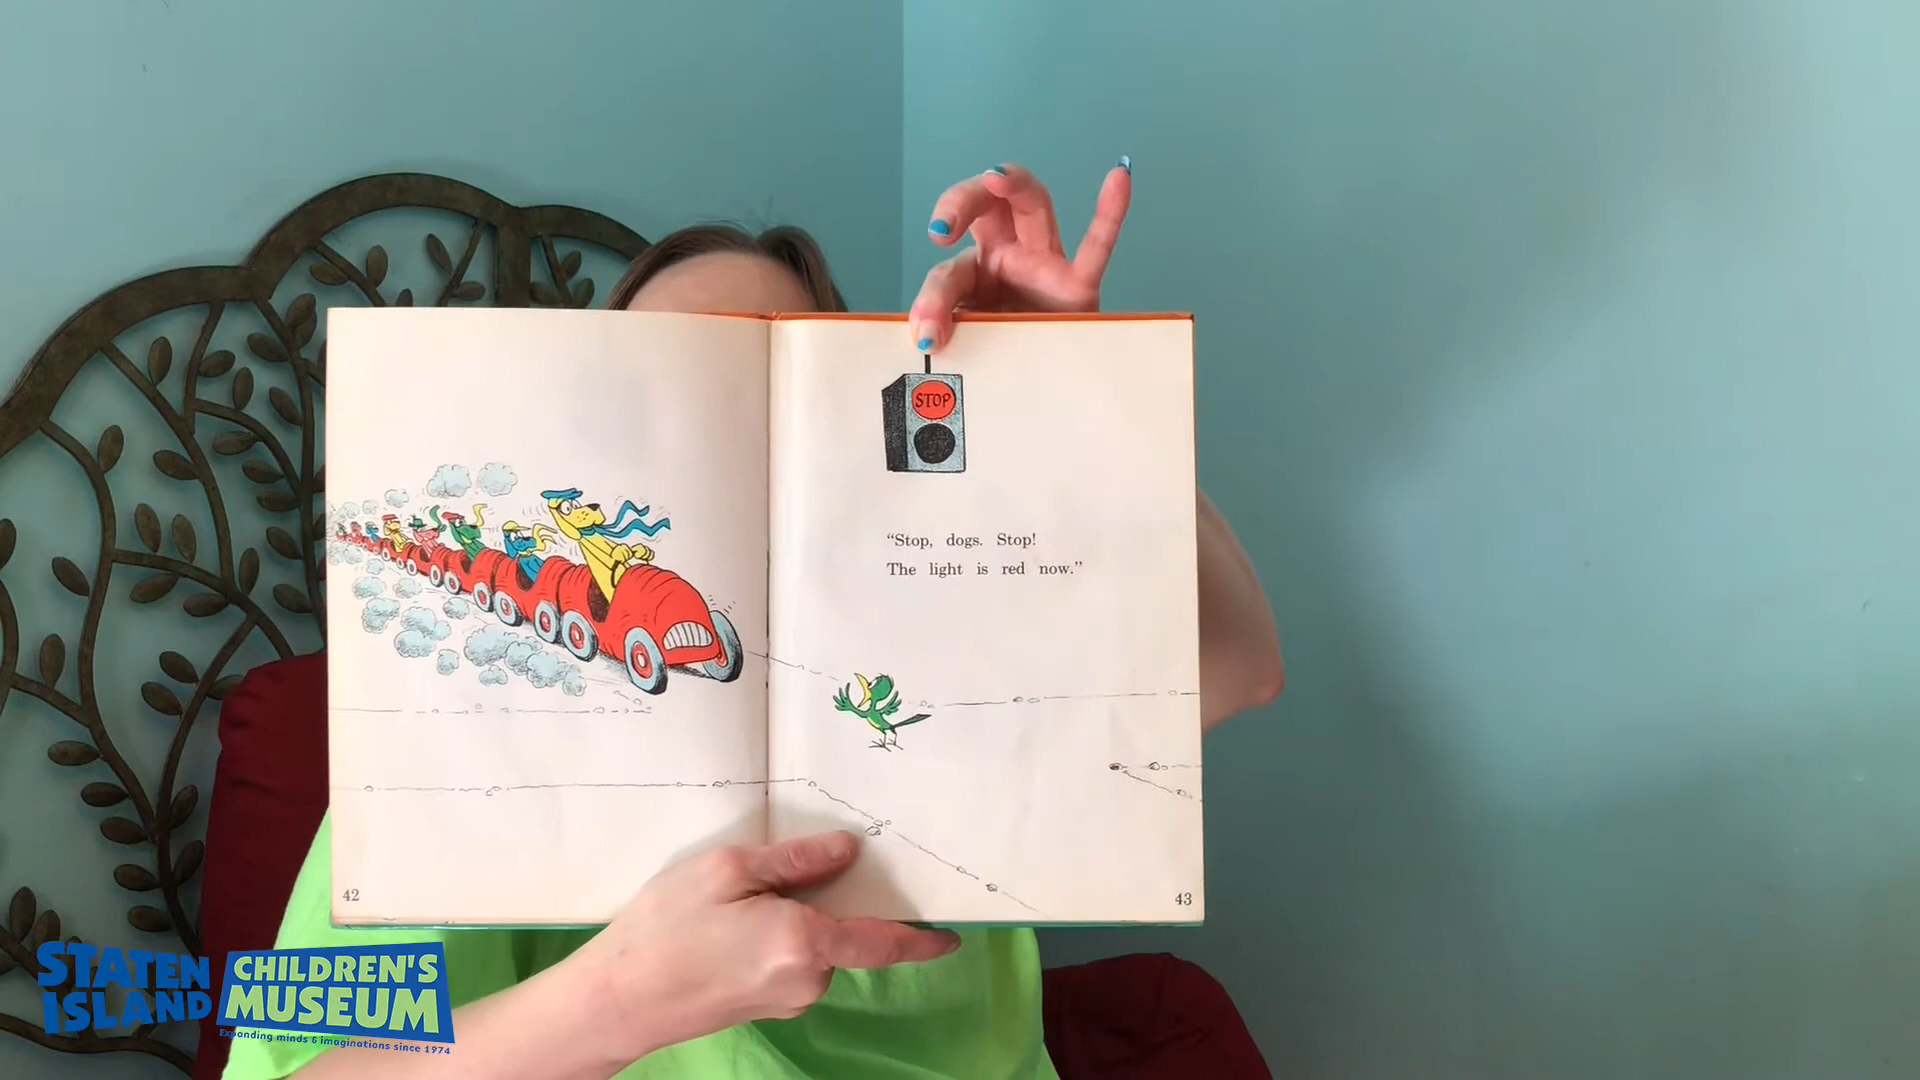 STOP
“Stop, dogs. Stop!
The light is red now.”
42
43
STATEN
ISLAND
CHILDREN'S
MUSEUM
Expanding minds & imaginations since 1974